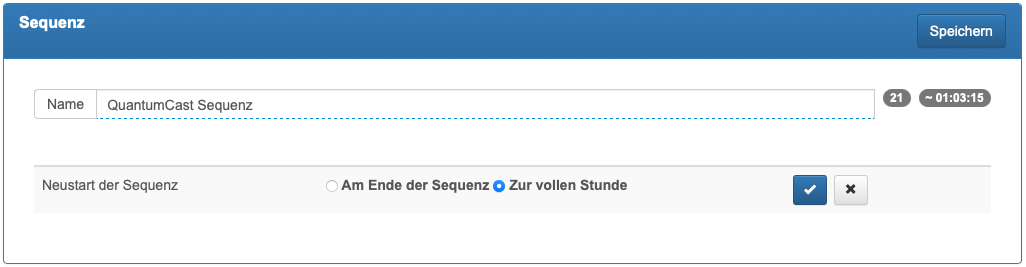 Sequenz
Speichern
Name QuantumCast Sequenz 21 ~ 01:03:15
Neustart der Sequenz Am Ende der Sequenz Zur vollen Stunde